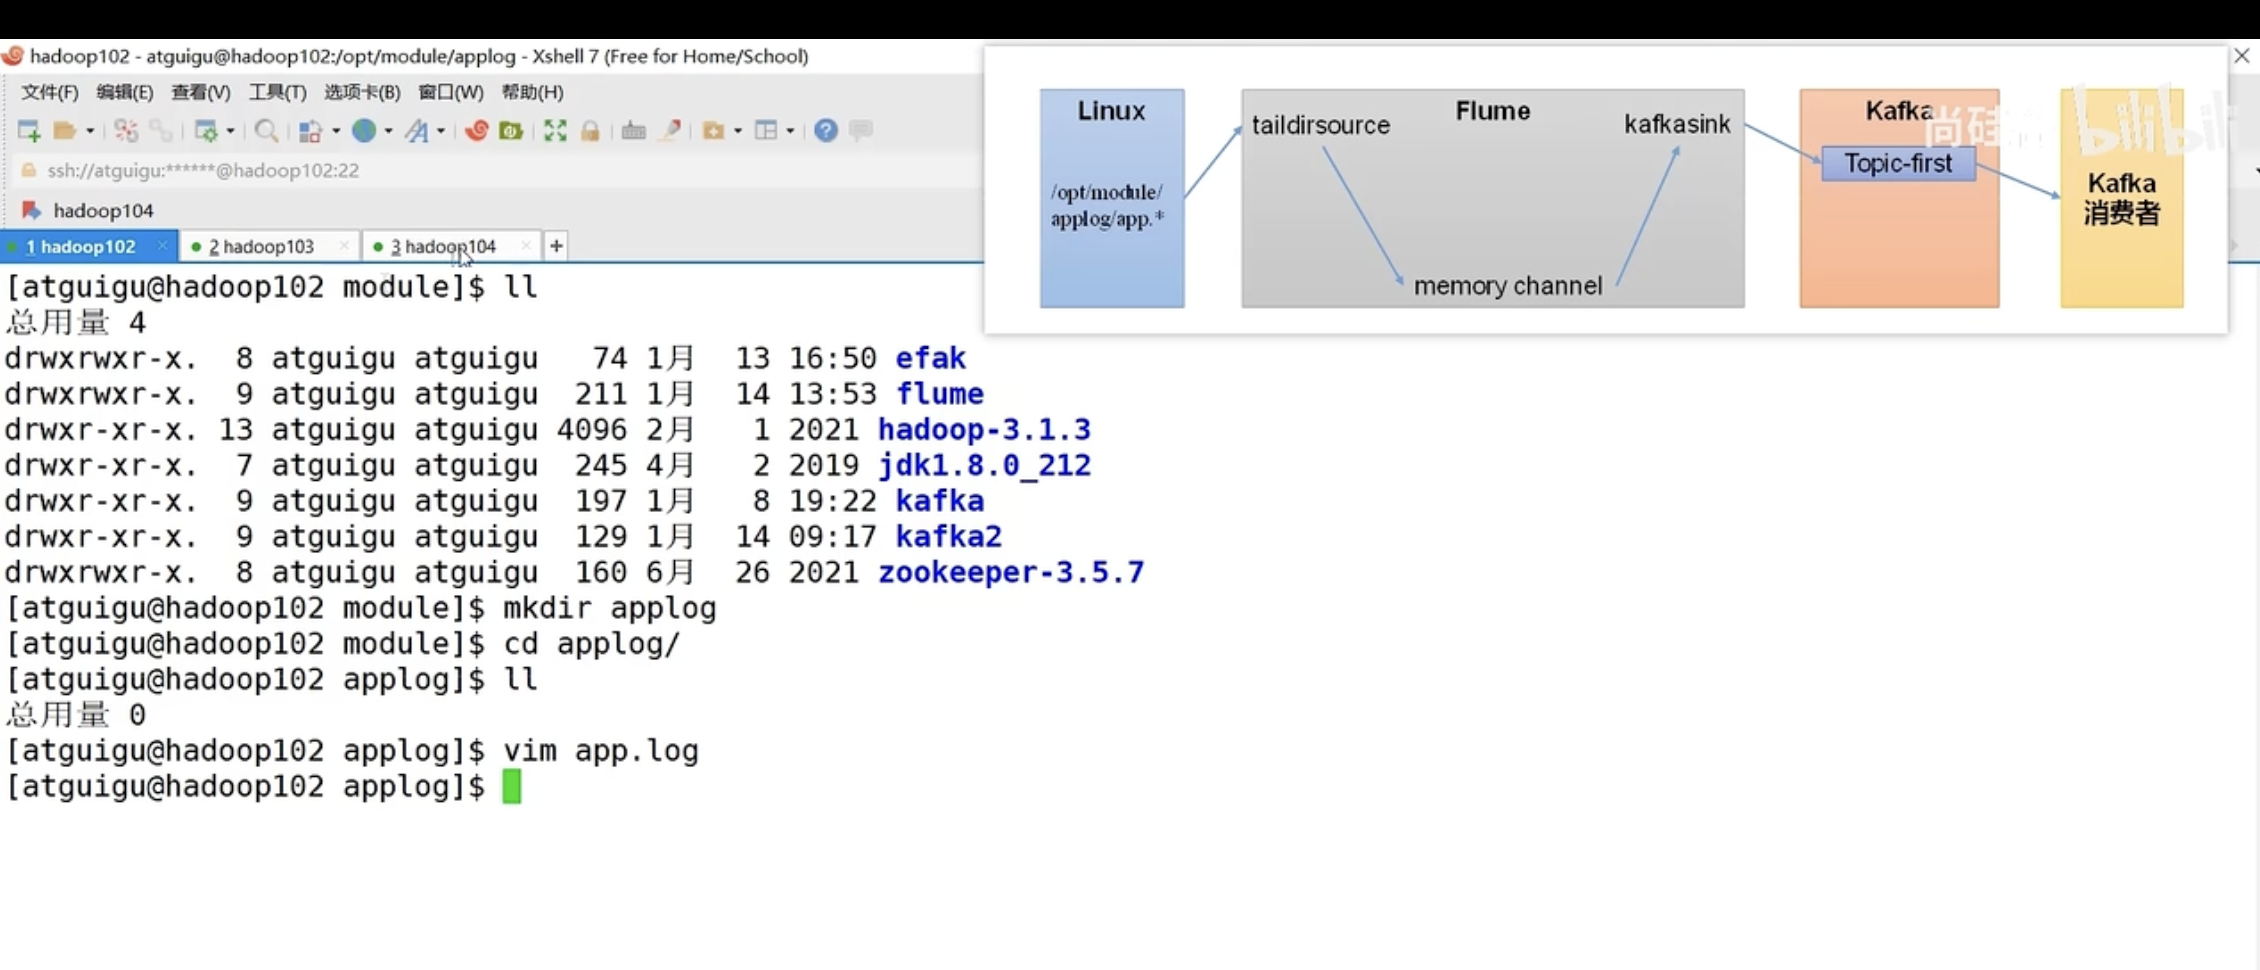 hadoop102 - atguigu@hadoop102:/opt/module/applog - Xshell 7 (Free for Home/School)
文件(F) 编辑(E) 查看(V) 工具(T) 选项卡(B) 窗口(W) 帮助(H)
ssh://atguigu:******@hadoop102:22
hadoop104
1 hadoop102 2 hadoop103 3 hadoop104
Linux
/opt/module/
applog/app.*
Flume
taildirsource
kafkasink
memory channel
Kafka
Topic-first
Kafka
消费者
尚硅
bilibili
[atguigu@hadoop102 module]$ ll
总用量 4
drwxrwxr-x. 8 atguigu atguigu 74 1月 13 16:50 efak
drwxrwxr-x. 9 atguigu atguigu 211 1月 14 13:53 flume
drwxr-xr-x. 13 atguigu atguigu 4096 2月 1 2021 hadoop-3.1.3
drwxr-xr-x. 7 atguigu atguigu 245 4月 2 2019 jdk1.8.0_212
drwxr-xr-x. 9 atguigu atguigu 197 1月 8 19:22 kafka
drwxr-xr-x. 9 atguigu atguigu 129 1月 14 09:17 kafka2
drwxrwxr-x. 8 atguigu atguigu 160 6月 26 2021 zookeeper-3.5.7
[atguigu@hadoop102 module]$ mkdir applog
[atguigu@hadoop102 module]$ cd applog/
[atguigu@hadoop102 applog]$ ll
总用量 0
[atguigu@hadoop102 applog]$ vim app.log
[atguigu@hadoop102 applog]$